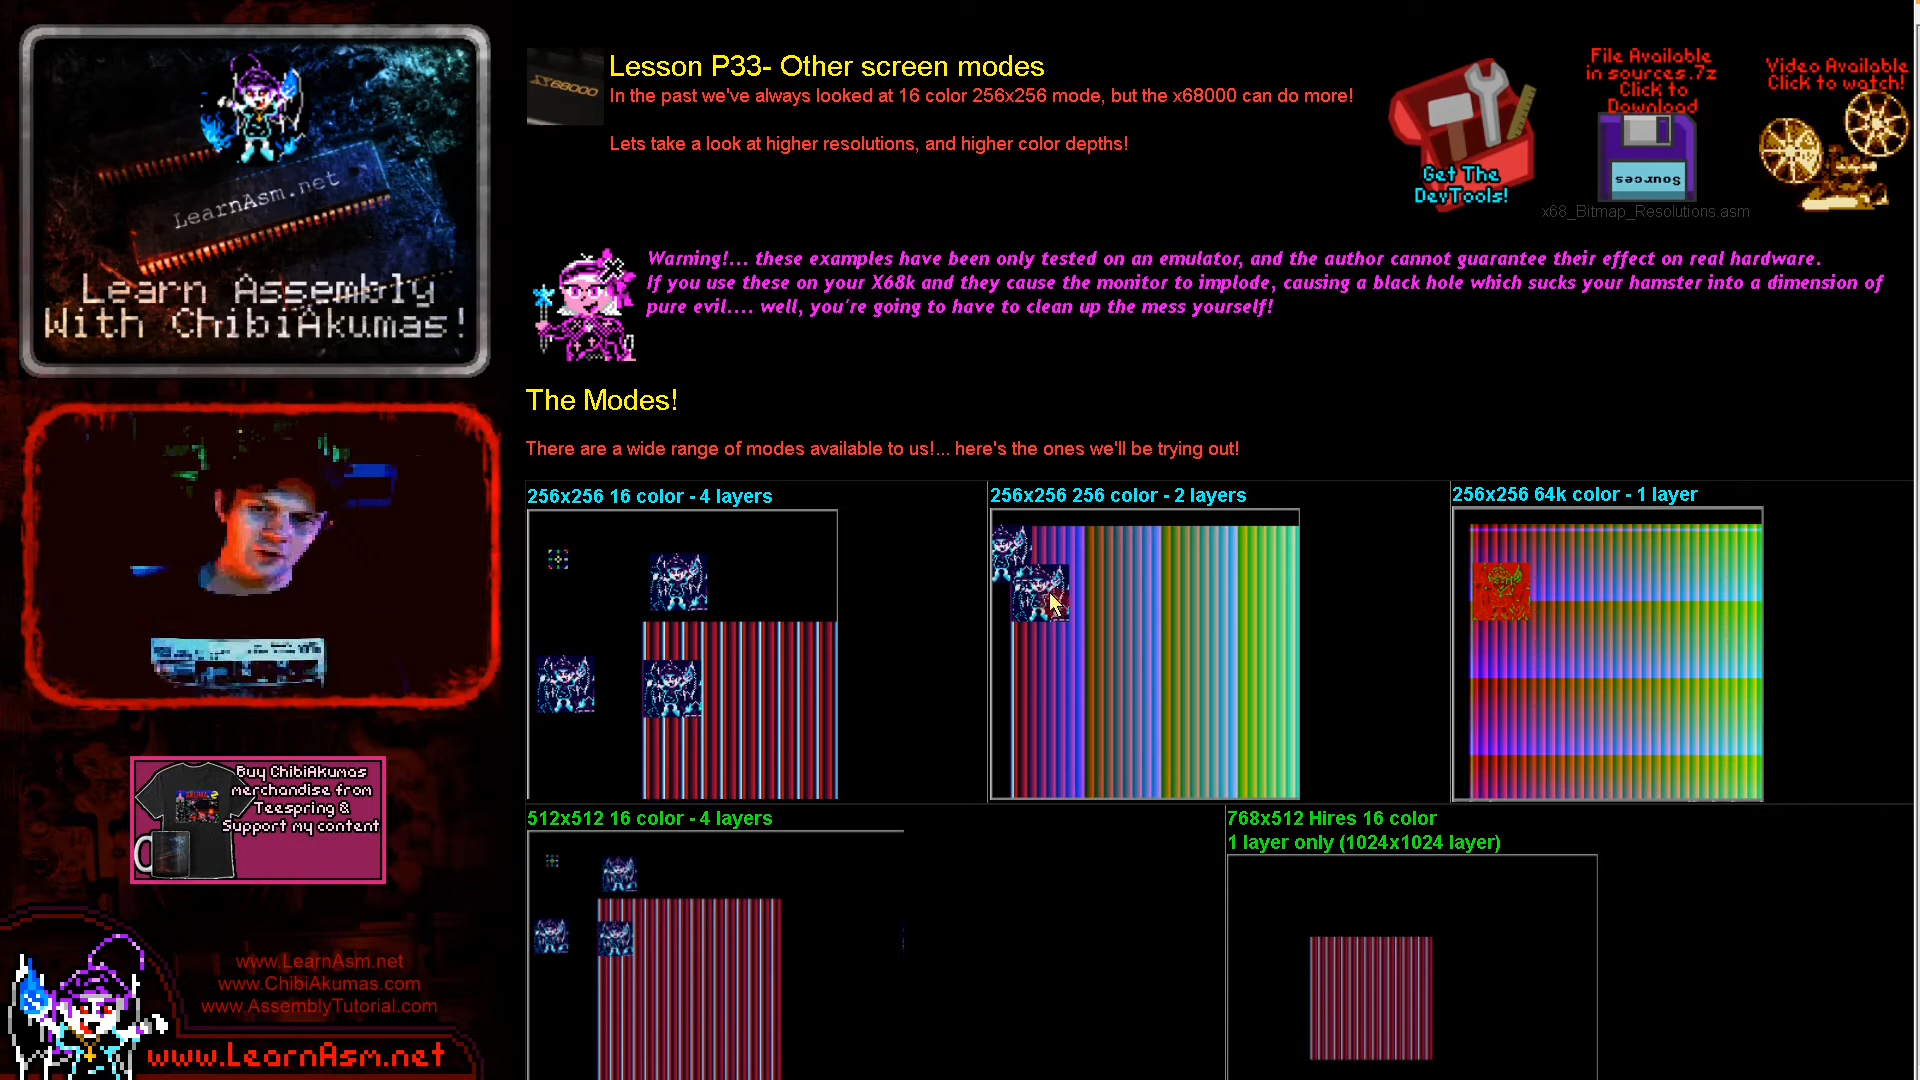 LearnAsm.net
Learn Assembly
With ChibiAkumas!
Buy ChibiAkumas
merchandise from
Teespring &
Support my content
www.LearnAsm.net
www.ChibiAkumas.com
www.AssemblyTutorial.com
www.LearnAsm.net
X68000
Lesson P33- Other screen modes
In the past we've always looked at 16 color 256x256 mode, but the x68000 can do more!
Lets take a look at higher resolutions, and higher color depths!
Get The
DevTools!
File Available
in sources.7z
Click to
Download
Sources
x68_Bitmap_Resolutions.asm
Video Available
Click to watch!
Warning!... these examples have been only tested on an emulator, and the author cannot guarantee their effect on real hardware.
If you use these on your X68k and they cause the monitor to implode, causing a black hole which sucks your hamster into a dimension of
pure evil.... well, you're going to have to clean up the mess yourself!
The Modes!
There are a wide range of modes available to us!... here's the ones we'll be trying out!
256x256 16 color - 4 layers
256x256 256 color - 2 layers
256x256 64k color - 1 layer
512x512 16 color - 4 layers
768x512 Hires 16 color
1 layer only (1024x1024 layer)